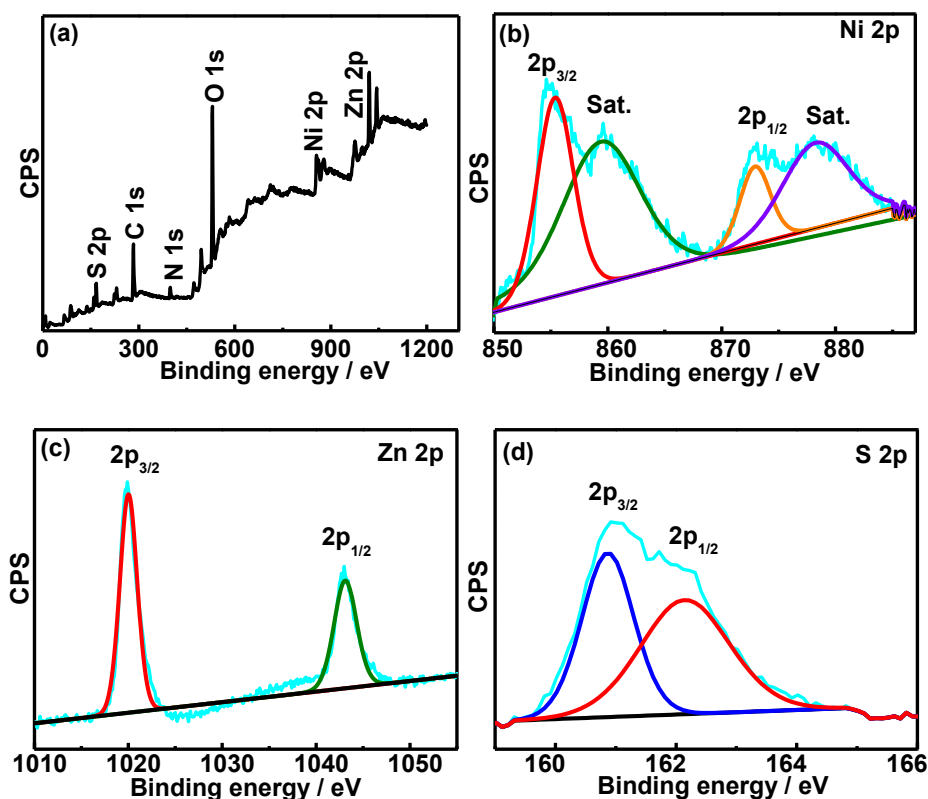 (a)
CPS
S 2p
C 1s
N 1s
O 1s
Ni 2p
Zn 2p
0 300 600 900 1200
Binding energy / eV
(b)
Ni 2p
CPS
2p3/2
Sat.
2p1/2
Sat.
850 860 870 880
Binding energy / eV
(c)
Zn 2p
CPS
2p3/2
2p1/2
1010 1020 1030 1040 1050
Binding energy / eV
(d)
S 2p
CPS
2p3/2
2p1/2
160 162 164 166
Binding energy / eV